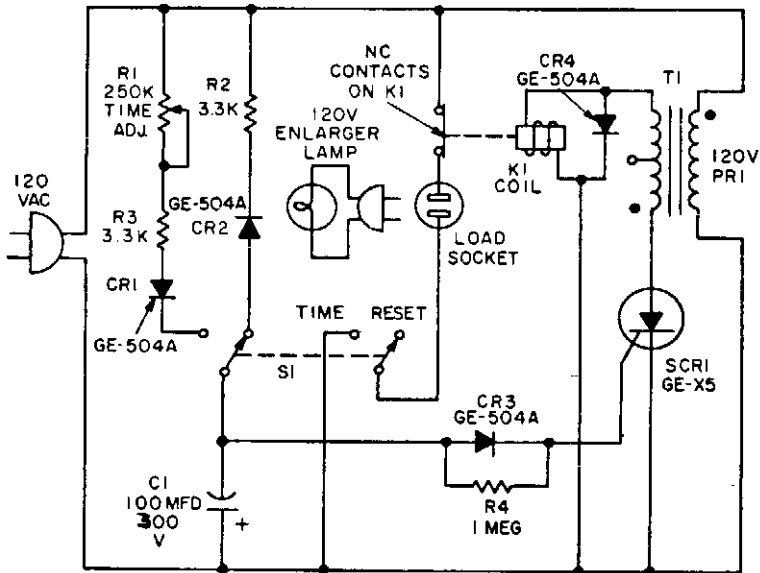 R1
250K
TIME
ADJ.
R2
3.3K
NC
CONTACTS
ON K1
120V
ENLARGER
LAMP
CR4
GE-504A
T1
K1
COIL
120V
PRI
120
VAC
R3
3.3K
GE-504A
CR2
LOAD
SOCKET
CR1
GE-504A
TIME
RESET
S1
SCR1
GE-X5
CR3
GE-504A
C1
100MFD
300
V
+
R4
1 MEG